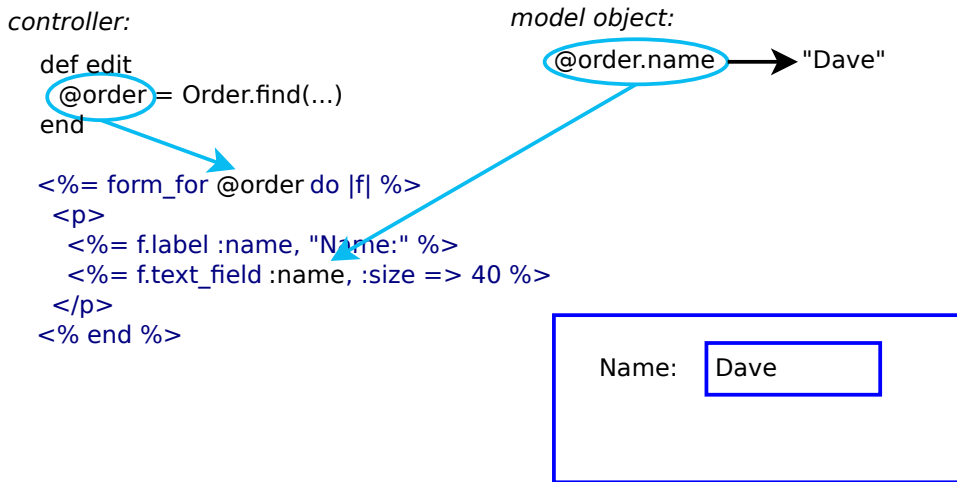 controller:
def edit
@order = Order.find(...)
end
model object:
@order.name "Dave"
<%= form_for @order do |f| %>
<p>
<%= f.label :name, "Name:" %>
<%= f.text_field :name, :size => 40 %>
</p>
<% end %>
Name: Dave